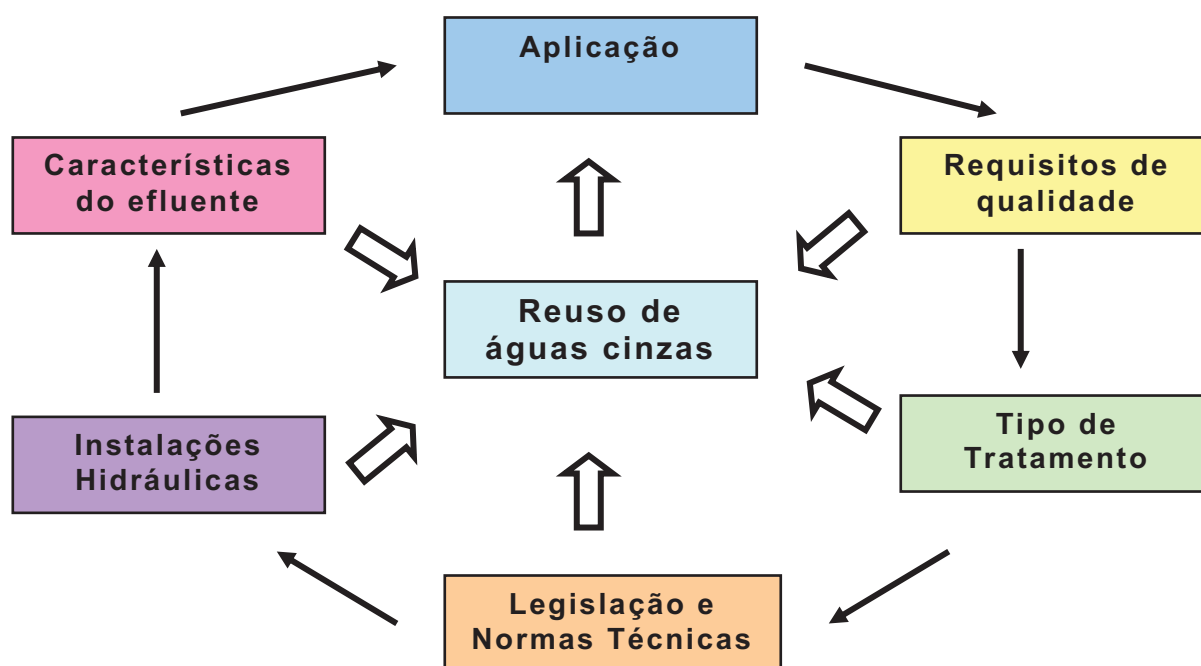 Aplicação
Características
do efluente
Requisitos de
qualidade
Reuso de
águas cinzas
Instalações
Hidráulicas
Tipo de
Tratamento
Legislação e
Normas Técnicas